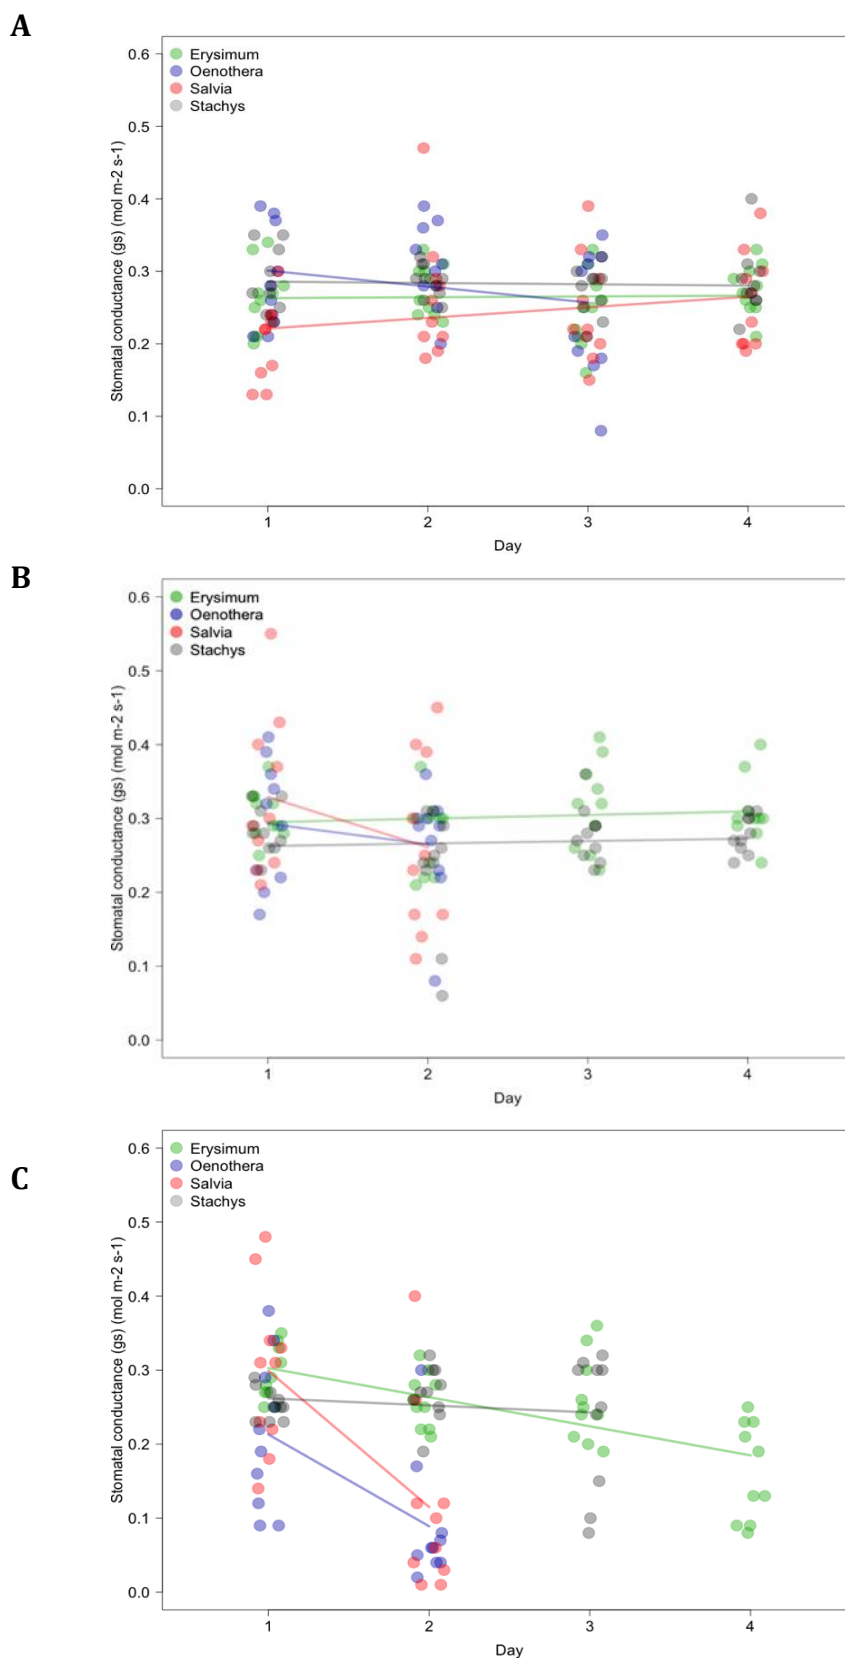 A
0.6
Erysimum
Oenothera
Salvia
Stachys
0.5
0.4
0.3
0.2
0.1
0.0
Stomatal conductance (gs) (mol m-2 s-1)
1 2 3 4
Day
B
0.6
Erysimum
Oenothera
Salvia
Stachys
0.5
0.4
0.3
0.2
0.1
0.0
Stomatal conductance (gs) (mol m-2 s-1)
1 2 3 4
Day
C
0.6
Erysimum
Oenothera
Salvia
Stachys
0.5
0.4
0.3
0.2
0.1
0.0
Stomatal conductance (gs) (mol m-2 s-1)
1 2 3 4
Day